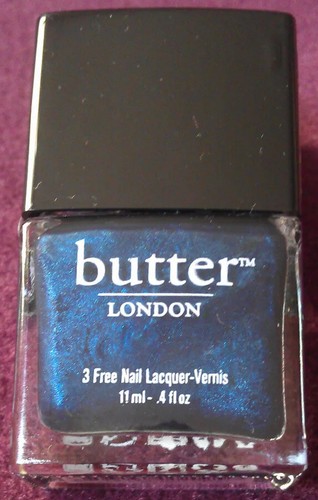 butter™
LONDON
3 Free Nail Lacquer-Vernis
11 ml - .4 fl oz